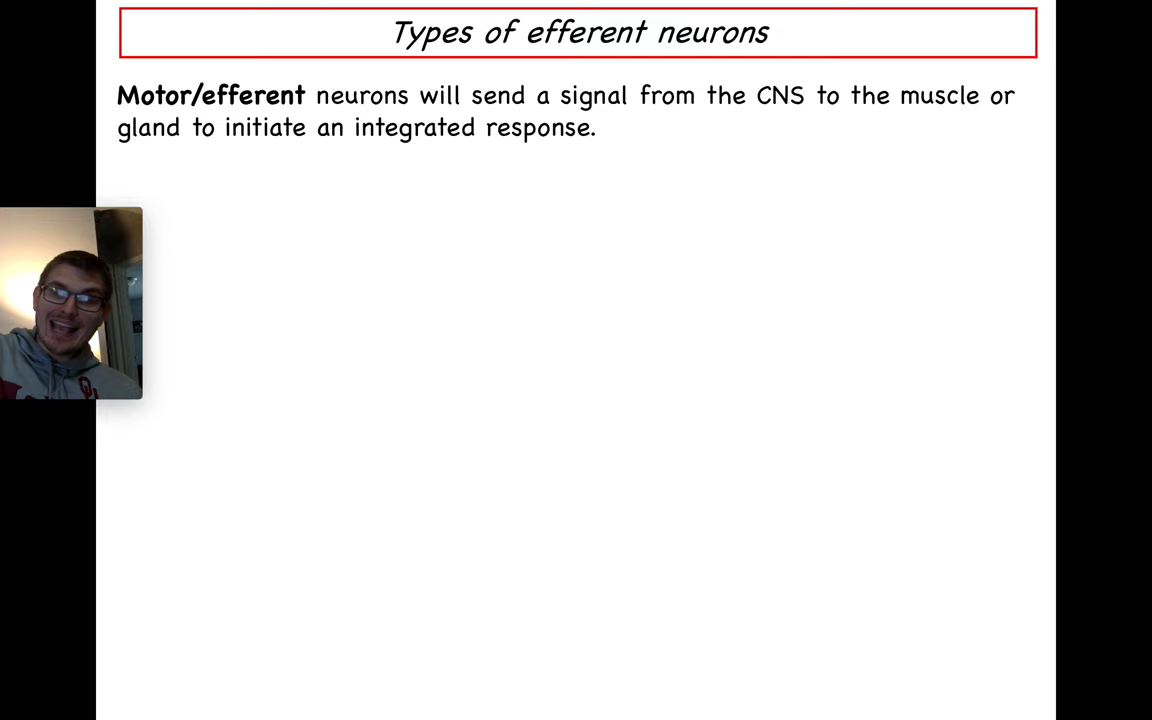 Types of efferent neurons
Motor/efferent neurons will send a signal from the CNS to the muscle or
gland to initiate an integrated response.
OU